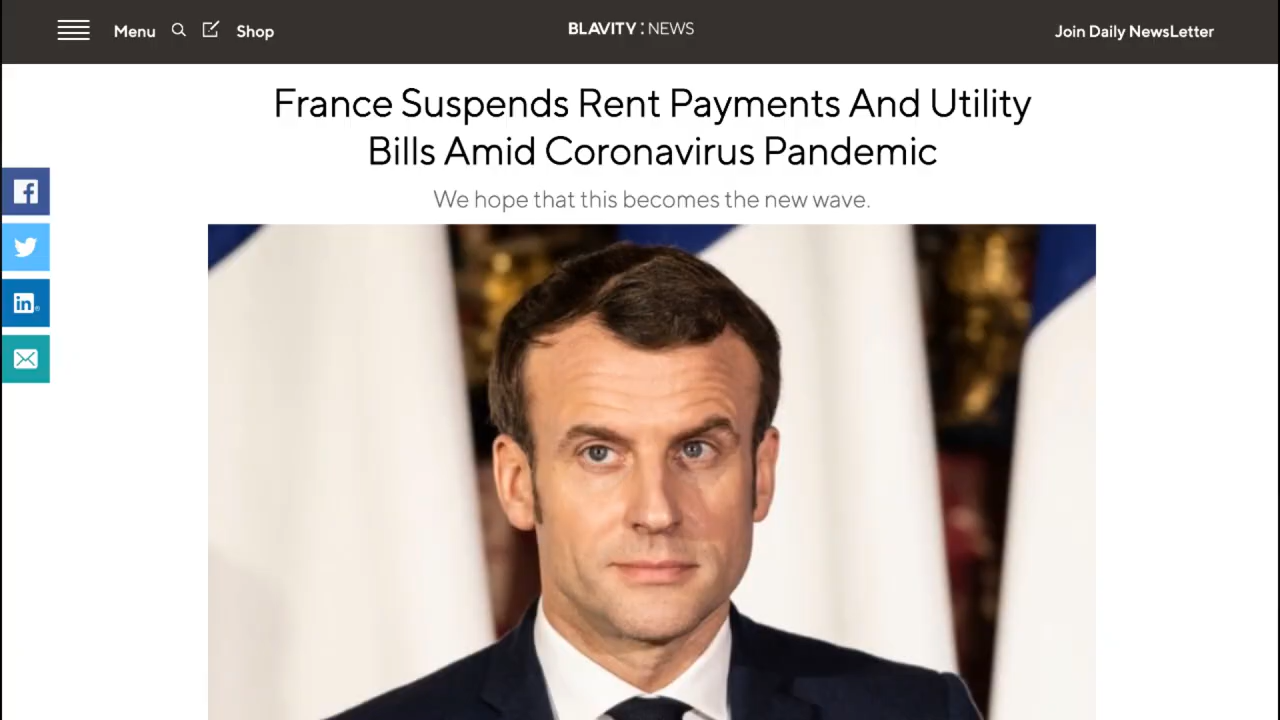 Menu
Shop
BLAVITY:NEWS
Join Daily NewsLetter
France Suspends Rent Payments And Utility
Bills Amid Coronavirus Pandemic
We hope that this becomes the new wave.
in